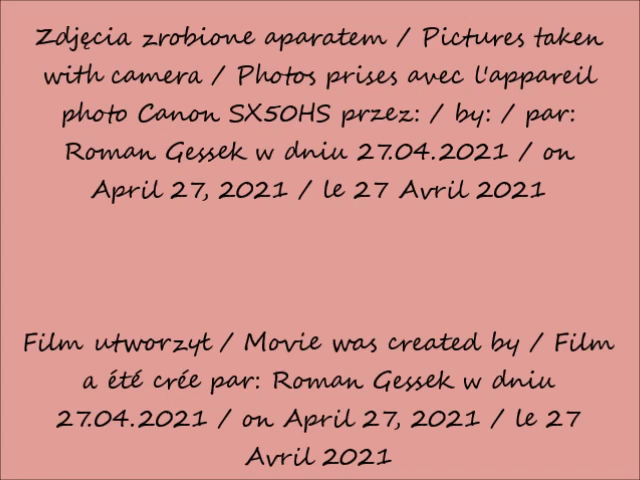 Zdjęcia zrobione aparatem / Pictures taken
with camera / Photos prises avec l'appareil
photo Canon SX50HS przez: / by: / par:
Roman Gessek w dniu 27.04.2021 / on
April 27, 2021 / le 27 Avril 2021
Film utworzył / Movie was created by / Film
a été crée par: Roman Gessek w dniu
27.04.2021 / on April 27, 2021 / le 27
Avril 2021